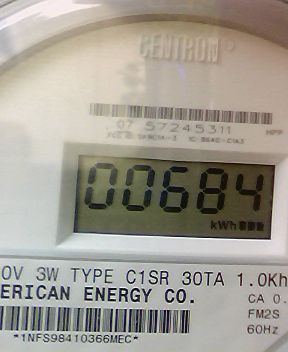 CENTRON®
07 57245311
HPP
00684
kWh
0V 3W TYPE C1SR 30TA 1.0Kh
ERICAN ENERGY CO.
CA 0.
FM2S
60Hz
*1NFS98410366MEC*